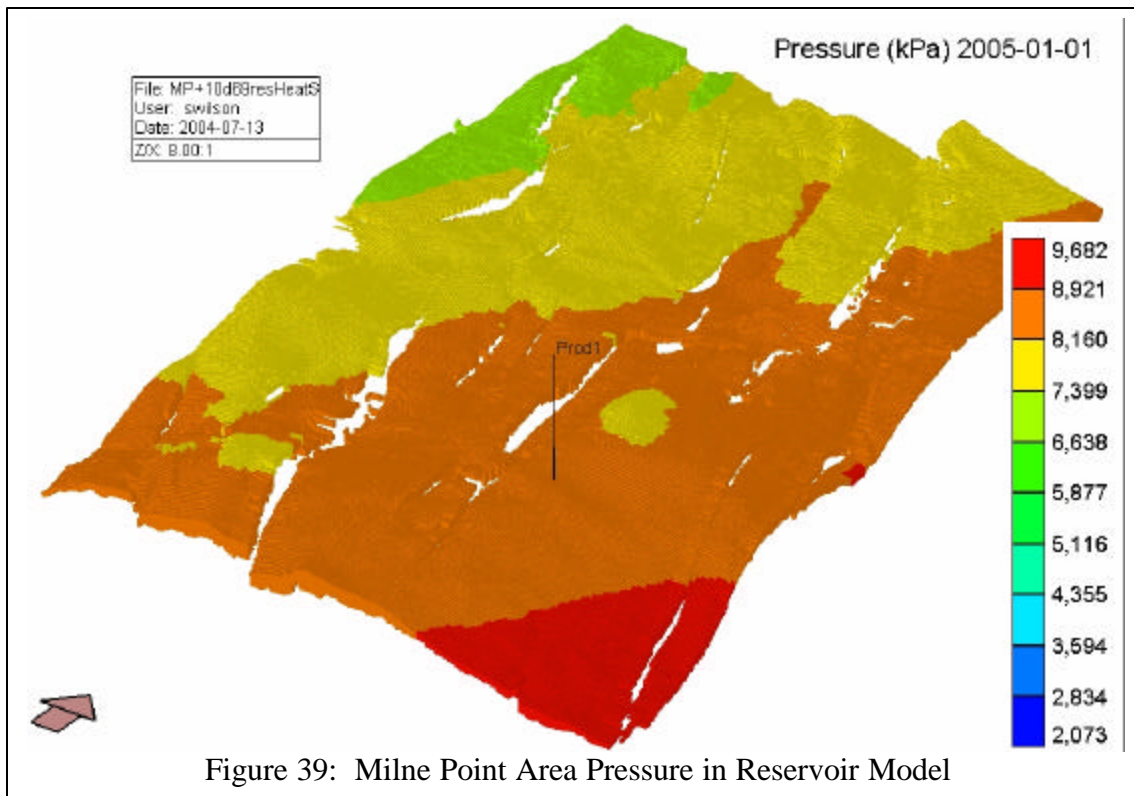 Pressure (kPa) 2005-01-01
File: MP+10d69resHeatS
User: swilson
Date: 2004-07-13
Z/X: 8.00:1
Prod1
9,682
8,921
8,160
7,399
6,638
5,877
5,116
4,355
3,594
2,834
2,073
Figure 39: Milne Point Area Pressure in Reservoir Model